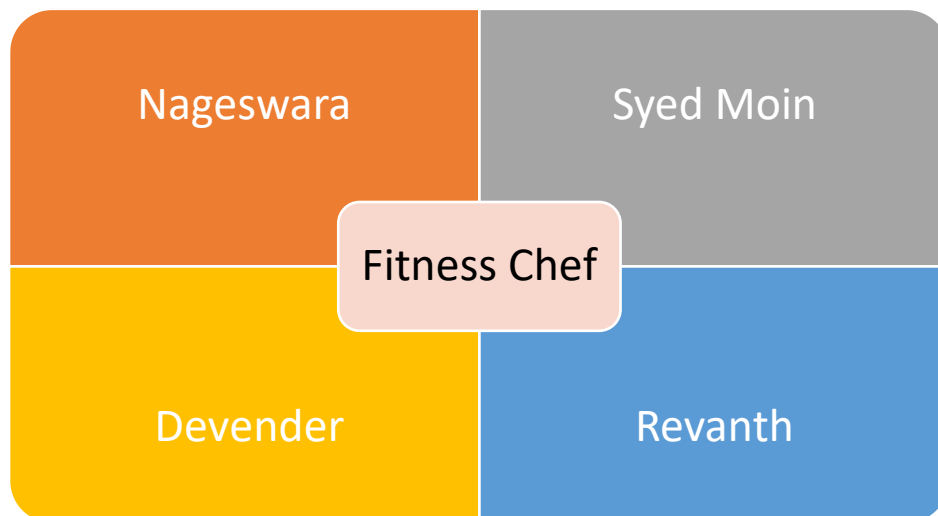 Nageswara
Syed Moin
Fitness Chef
Devender
Revanth